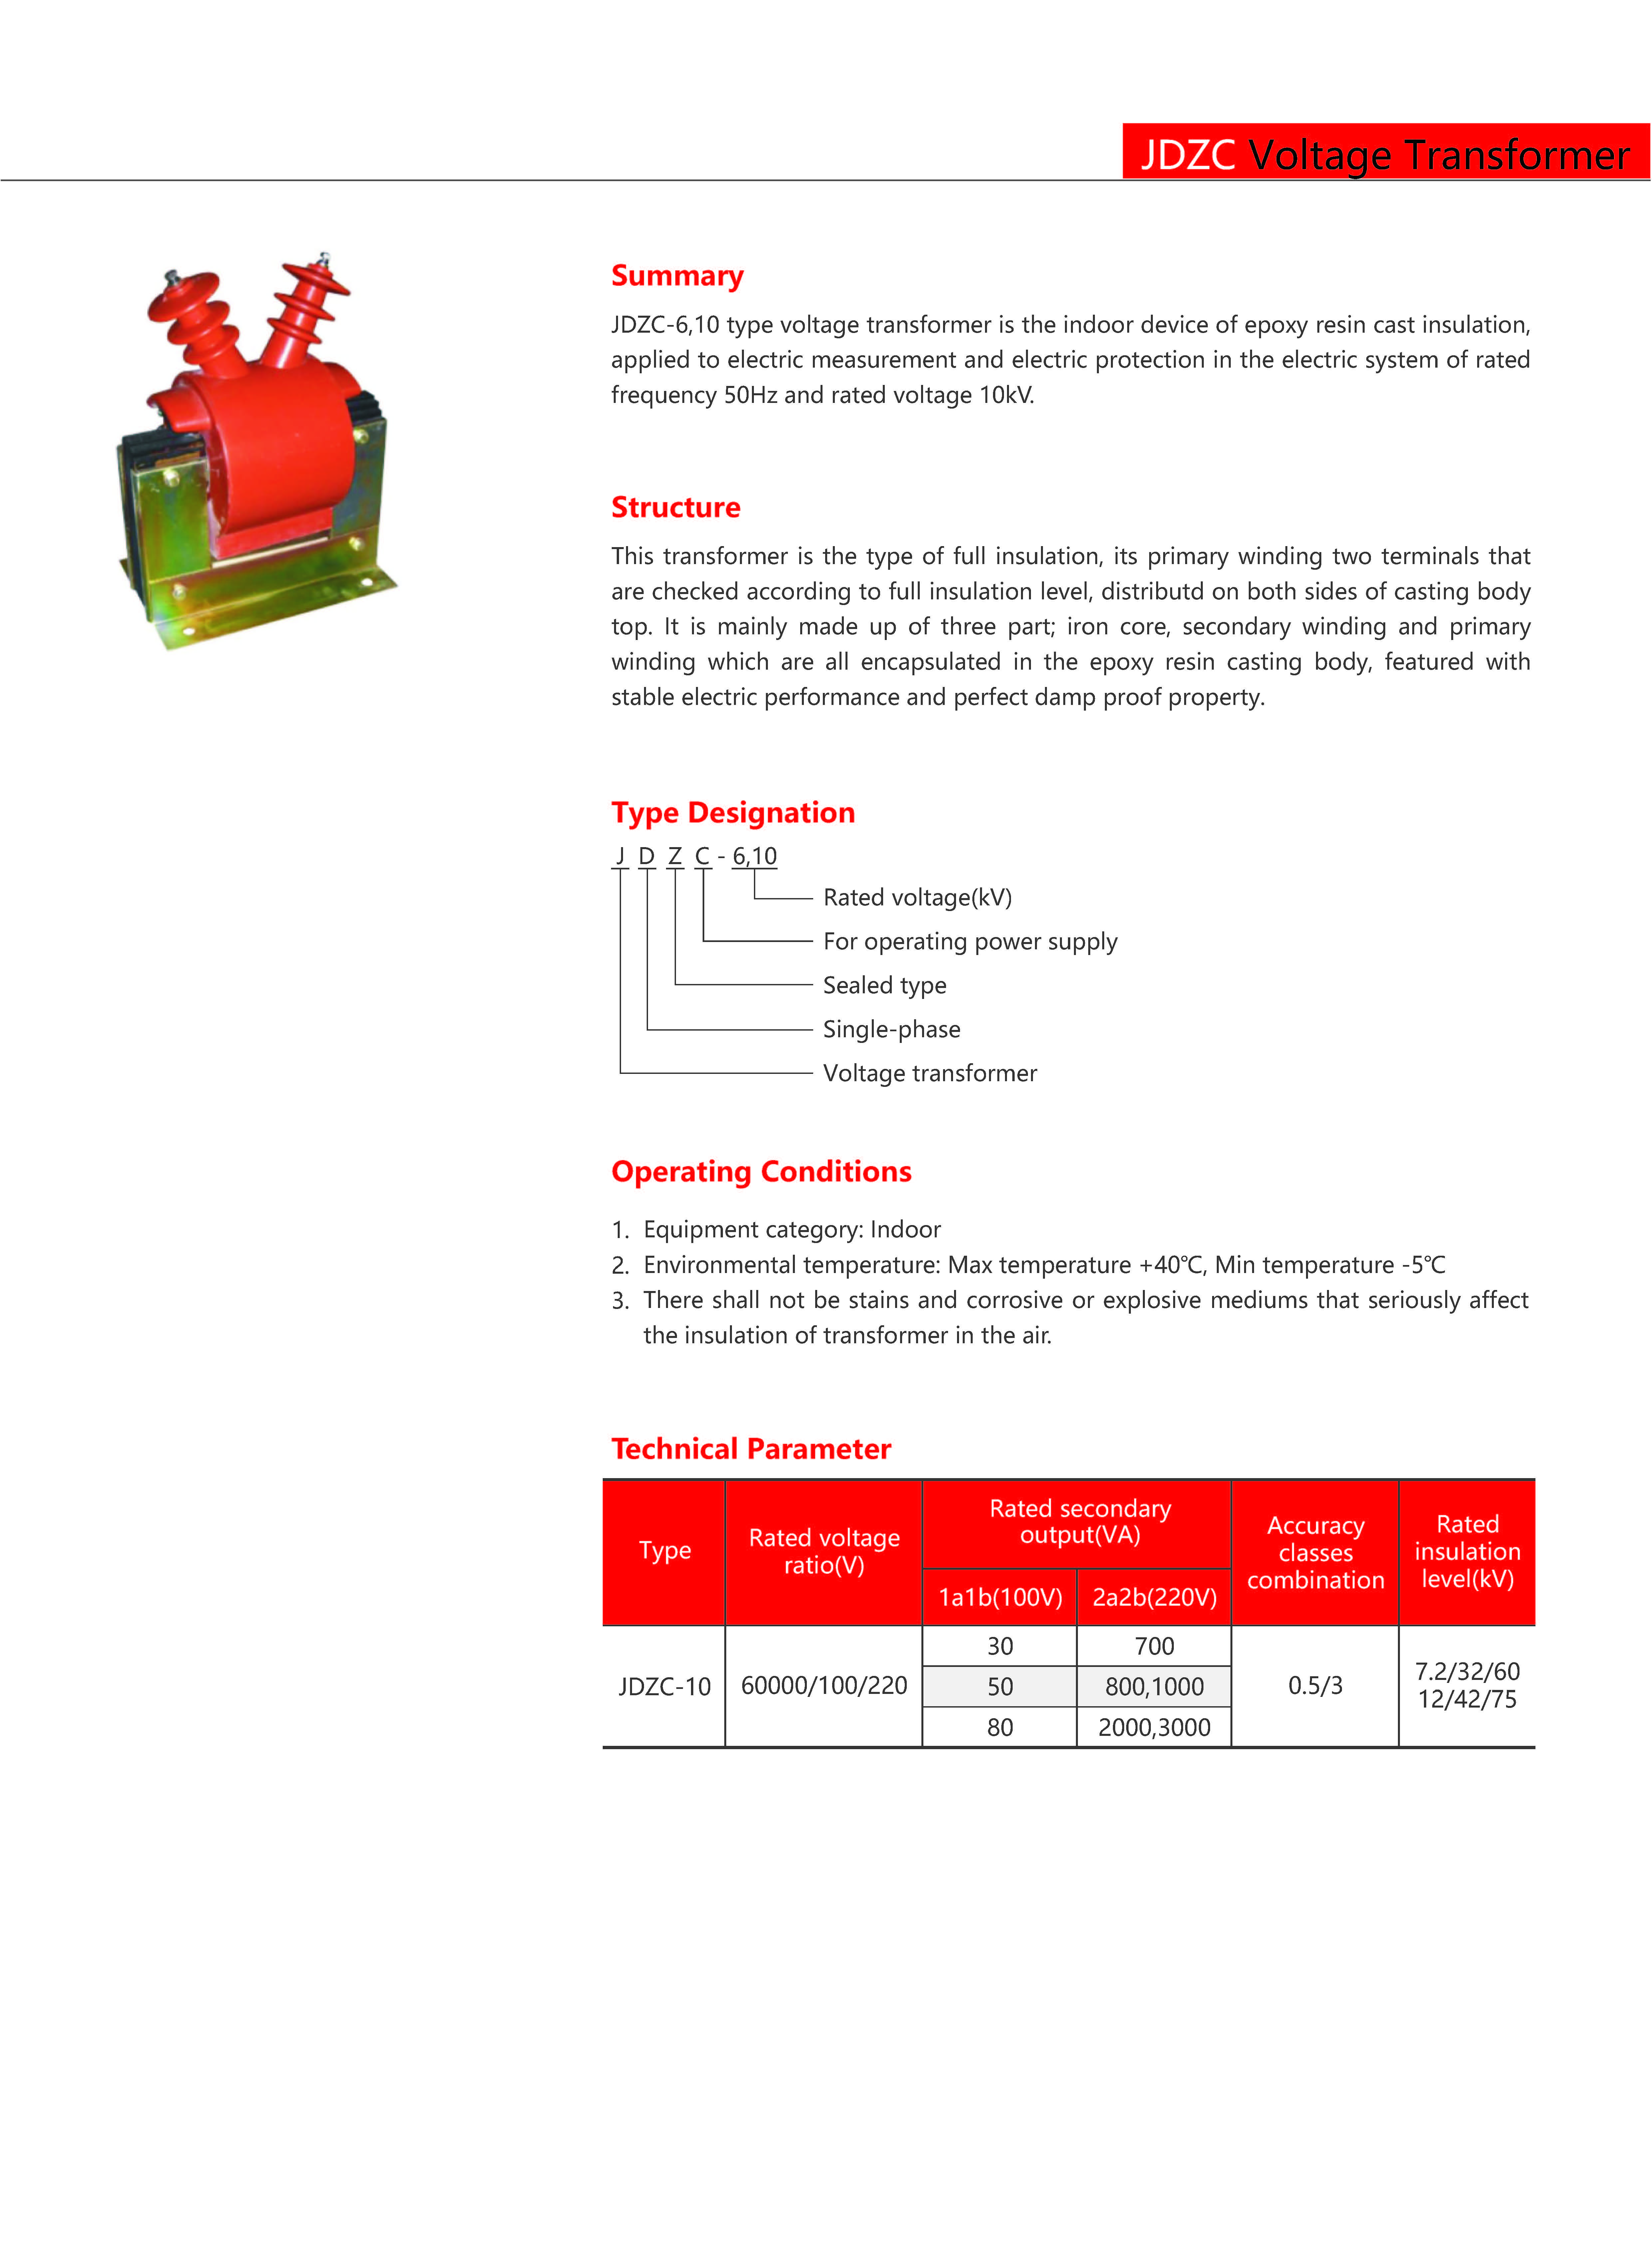 JDZC Voltage Transformer
Summary
JDZC-6,10 type voltage transformer is the indoor device of epoxy resin cast insulation,
applied to electric measurement and electric protection in the electric system of rated
frequency 50Hz and rated voltage 10kV.
Structure
This transformer is the type of full insulation, its primary winding two terminals that
are checked according to full insulation level, distributd on both sides of casting body
top. It is mainly made up of three part; iron core, secondary winding and primary
winding which are all encapsulated in the epoxy resin casting body, featured with
stable electric performance and perfect damp proof property.
Type Designation
J D Z C - 6,10
Rated voltage(kV)
For operating power supply
Sealed type
Single-phase
Voltage transformer
Operating Conditions
1. Equipment category: Indoor
2. Environmental temperature: Max temperature +40℃, Min temperature -5℃
3. There shall not be stains and corrosive or explosive mediums that seriously affect
the insulation of transformer in the air.
Technical Parameter
Type
Rated voltage
ratio(V)
Rated secondary
output(VA)
1a1b(100V)
2a2b(220V)
Accuracy
classes
combination
Rated
insulation
level(kV)
JDZC-10
60000/100/220
30
700
50
800,1000
80
2000,3000
0.5/3
7.2/32/60
12/42/75